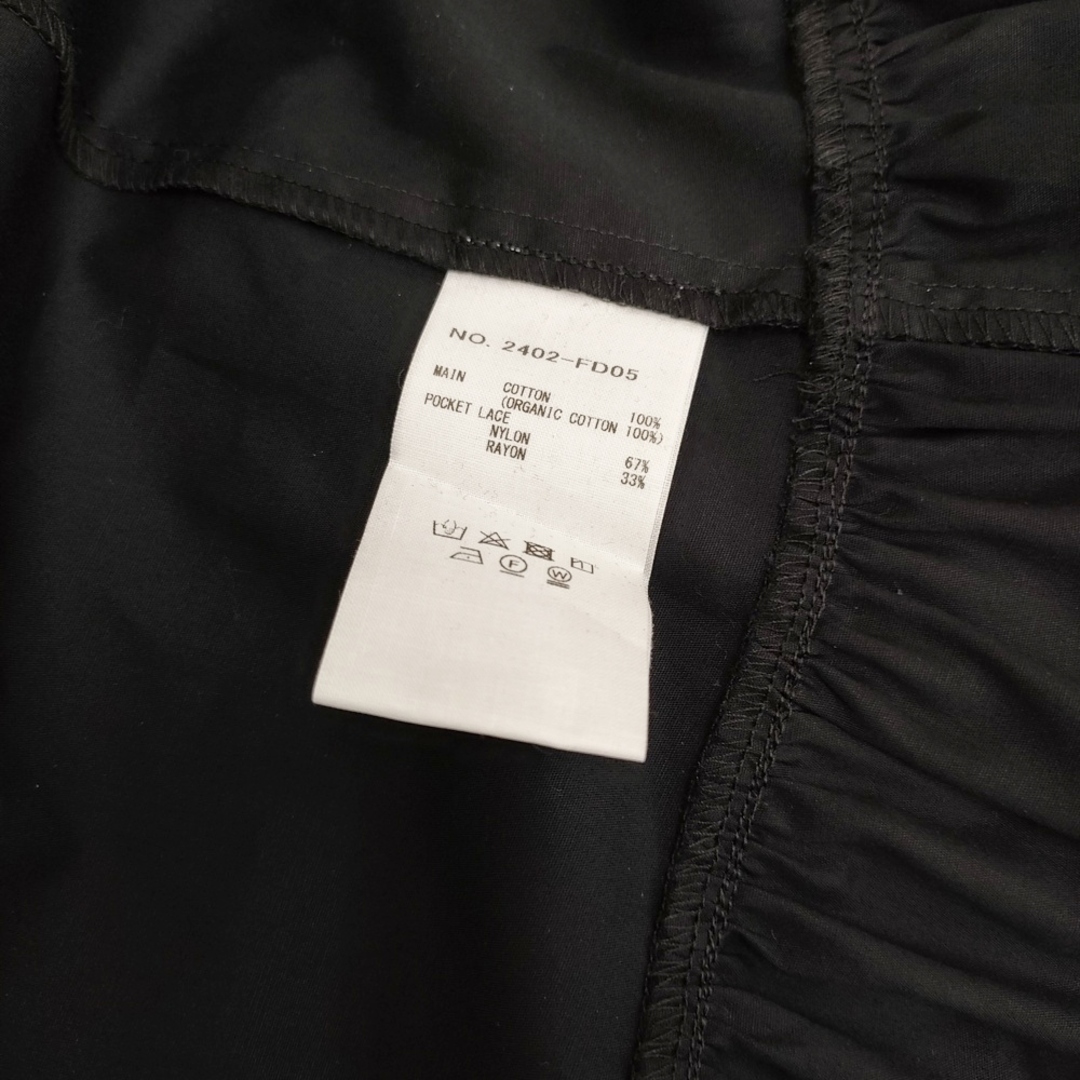 NO. 2402-FD05
MAIN COTTON 100%
(ORGANIC COTTON 100%)
POCKET LACE
NYLON 67%
RAYON 33%
F W